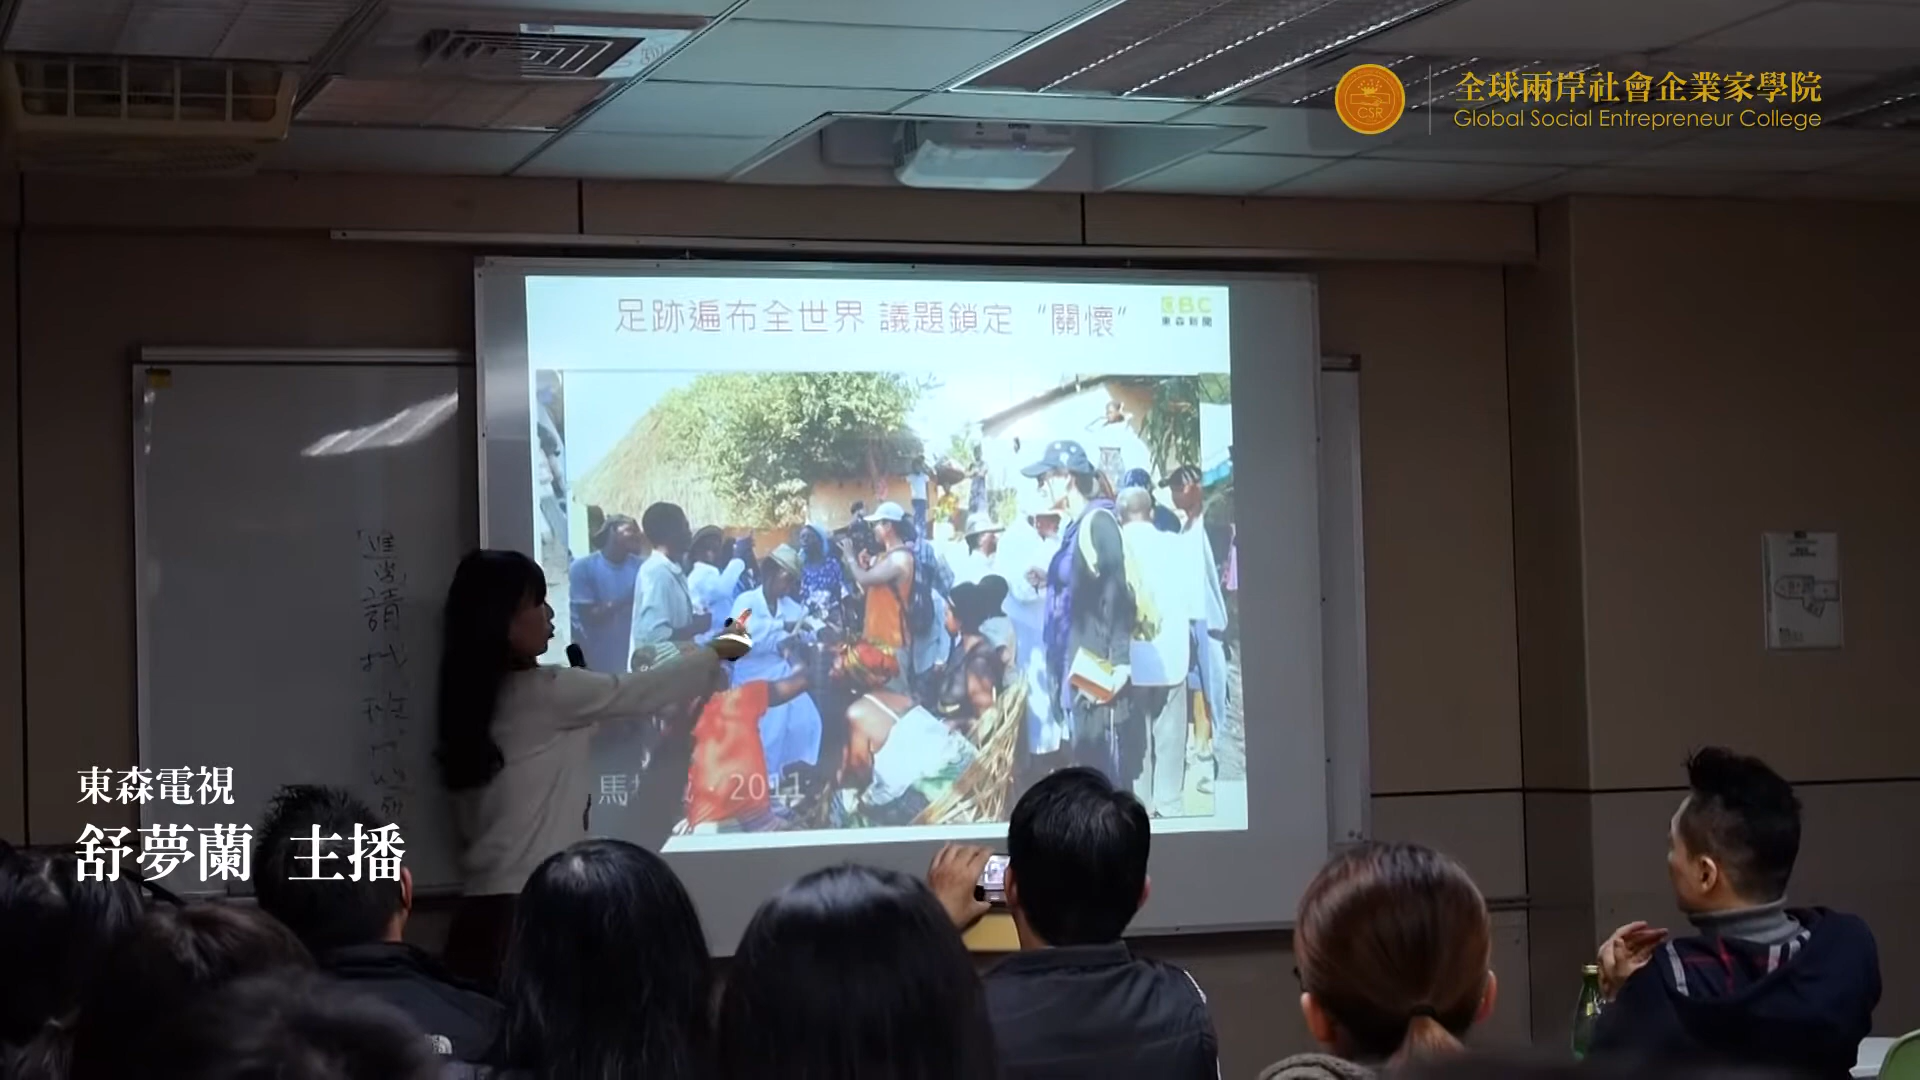 全球兩岸社會企業家學院
Global Social Entrepreneur College
CSR
足跡遍布全世界 議題鎖定 “關懷”
EBC
東森新聞
2011
請
東森電視
舒夢蘭 主播